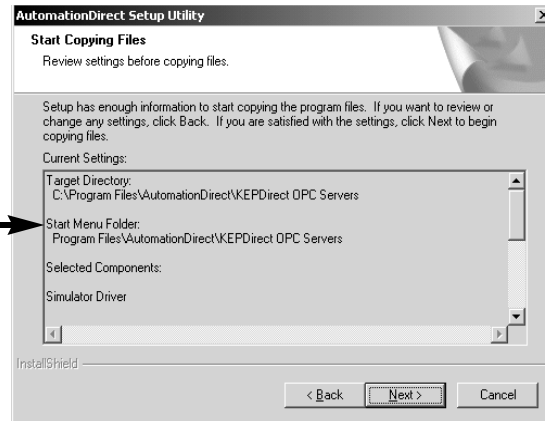 AutomationDirect Setup Utility
Start Copying Files
Review settings before copying files.
Setup has enough information to start copying the program files. If you want to review or
change any settings, click Back. If you are satisfied with the settings, click Next to begin
copying files.
Current Settings:
Target Directory:
C:\Program Files\AutomationDirect\KEPDirect OPC Servers
Start Menu Folder:
Program Files\AutomationDirect\KEPDirect OPC Servers
Selected Components:
Simulator Driver
InstallShield
< Back Next > Cancel